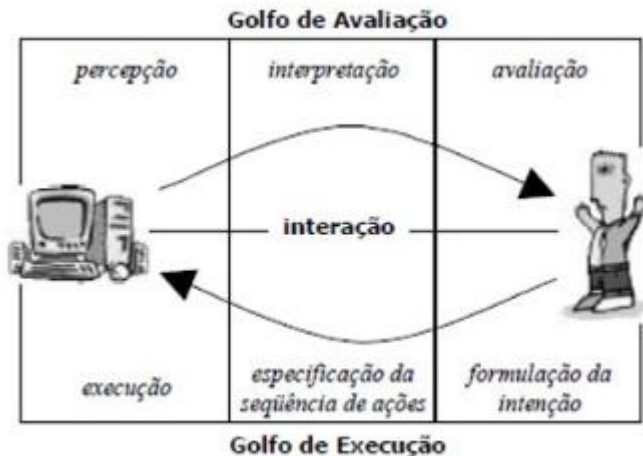 Golfo de Avaliação
percepção interpretação avaliação
interação
execução especificação da seqüência de ações formulação da intenção
Golfo de Execução